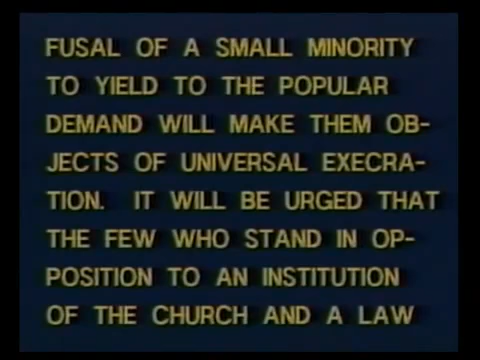 FUSAL OF A SMALL MINORITY
TO YIELD TO THE POPULAR
DEMAND WILL MAKE THEM OB-
JECTS OF UNIVERSAL EXECRA-
TION. IT WILL BE URGED THAT
THE FEW WHO STAND IN OP-
POSITION TO AN INSTITUTION
OF THE CHURCH AND A LAW